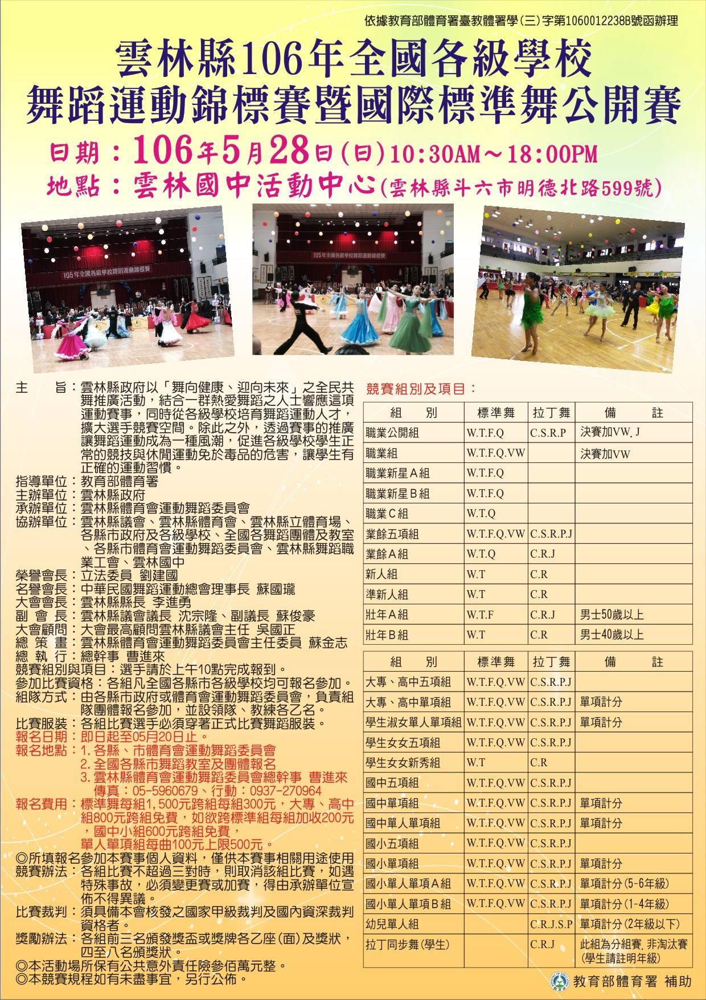 依據教育部體育署臺教體署學(三)字第1060012238B號函辦理
雲林縣106年全國各級學校
舞蹈運動錦標賽暨國際標準舞公開賽
日期：106年5月28日(日)10:30AM～18:00PM
地點：雲林國中活動中心(雲林縣斗六市明德北路599號)
105年全國各級學校舞蹈運動錦標賽
105年全國各級學校舞蹈運動錦標賽
主　　旨：雲林縣政府以「舞向健康、迎向未來」之全民共
舞推廣活動，結合一群熱愛舞蹈之人士響應這項
運動賽事，同時從各級學校培育舞蹈運動人才，
擴大選手競賽空間。除此之外，透過賽事的推廣
讓舞蹈運動成為一種風潮，促進各級學校學生正
常的競技與休閒運動免於毒品的危害，讓學生有
正確的運動習慣。
指導單位：教育部體育署
主辦單位：雲林縣政府
承辦單位：雲林縣體育會運動舞蹈委員會
協辦單位：雲林縣議會、雲林縣體育會、雲林縣立體育場、
各縣市政府及各級學校、全國各舞蹈團體及教室
、各縣市體育會運動舞蹈委員會、雲林縣舞蹈職
業工會、雲林國中
榮譽會長：立法委員 劉建國
名譽會長：中華民國舞蹈運動總會理事長 蘇國瓏
大會會長：雲林縣縣長 李進勇
副 會 長：雲林縣議會議長 沈宗隆、副議長 蘇俊豪
大會顧問：大會最高顧問雲林縣議會主任 吳國正
總 策 畫：雲林縣體育會運動舞蹈委員會主任委員 蘇金志
總 執 行：總幹事 曹進來
競賽組別與項目：選手請於上午10點完成報到。
參加比賽資格：各組凡全國各縣市各級學校均可報名參加。
組隊方式：由各縣市政府或體育會運動舞蹈委員會，負責組
隊團體報名參加，並設領隊、教練各乙名。
比賽服裝：各組比賽選手必須穿著正式比賽舞蹈服裝。
報名日期：即日起至05月20日止。
報名地點：1.各縣、市體育會運動舞蹈委員會
2.全國各縣市舞蹈教室及團體報名
3.雲林縣體育會運動舞蹈委員會總幹事 曹進來
傳真：05-5960679、行動：0937-270964
報名費用：標準舞每組1,500元跨組每組300元，大專、高中
組800元跨組免費，如欲跨標準組每組加收200元
，國中小組600元跨組免費，
單人單項組每曲100元上限500元。
◎所填報名參加本賽事個人資料，僅供本賽事相關用途使用
競賽辦法：各組比賽不超過三對時，則取消該組比賽，如遇
特殊事故，必須變更賽或加賽，得由承辦單位宣
佈不得異議。
比賽裁判：須具備本會核發之國家甲級裁判及國內資深裁判
資格者。
獎勵辦法：各組前三名頒發獎盃或獎牌各乙座(面)及獎狀，
四至八名頒獎狀。
◎本活動場所保有公共意外責任險參佰萬元整。
◎本競賽規程如有未盡事宜，另行公佈。
競賽組別及項目：
組　別 標準舞 拉丁舞 備　註
職業公開組 W.T.F.Q C.S.R.P 決賽加VW. J
職業組 W.T.F.Q.VW 決賽加VW
職業新星A組 W.T.F.Q
職業新星B組 W.T.F.Q
職業C組 W.T.Q
業餘五項組 W.T.F.Q.VW C.S.R.P.J
業餘A組 W.T.Q C.R.J
新人組 W.T C.R
準新人組 W.T C.R
壯年A組 W.T.F C.R.J 男士50歲以上
壯年B組 W.T C.R 男士40歲以上
組　別 標準舞 拉丁舞 備　註
大專、高中五項組 W.T.F.Q.VW C.S.R.P.J
大專、高中單項組 W.T.F.Q.VW C.S.R.P.J 單項計分
學生淑女單人單項組 W.T.F.Q.VW C.S.R.P.J 單項計分
學生女女五項組 W.T.F.Q.VW C.S.R.P.J
學生女女新秀組 W.T C.R
國中五項組 W.T.F.Q.VW C.S.R.P.J
國中單項組 W.T.F.Q.VW C.S.R.P.J 單項計分
國中單人單項組 W.T.F.Q.VW C.S.R.P.J 單項計分
國小五項組 W.T.F.Q.VW C.S.R.P.J
國小單項組 W.T.F.Q.VW C.S.R.P.J 單項計分
國小單人單項A組 W.T.F.Q.VW C.S.R.P.J 單項計分(5-6年級)
國小單人單項B組 W.T.F.Q.VW C.S.R.P.J 單項計分(1-4年級)
幼兒單人組 C.R.J.S.P 單項計分(2年級以下)
拉丁同步舞(學生) C.R.J 此組為分組賽. 非淘汰賽
(學生請註明年級)
教育部體育署 補助